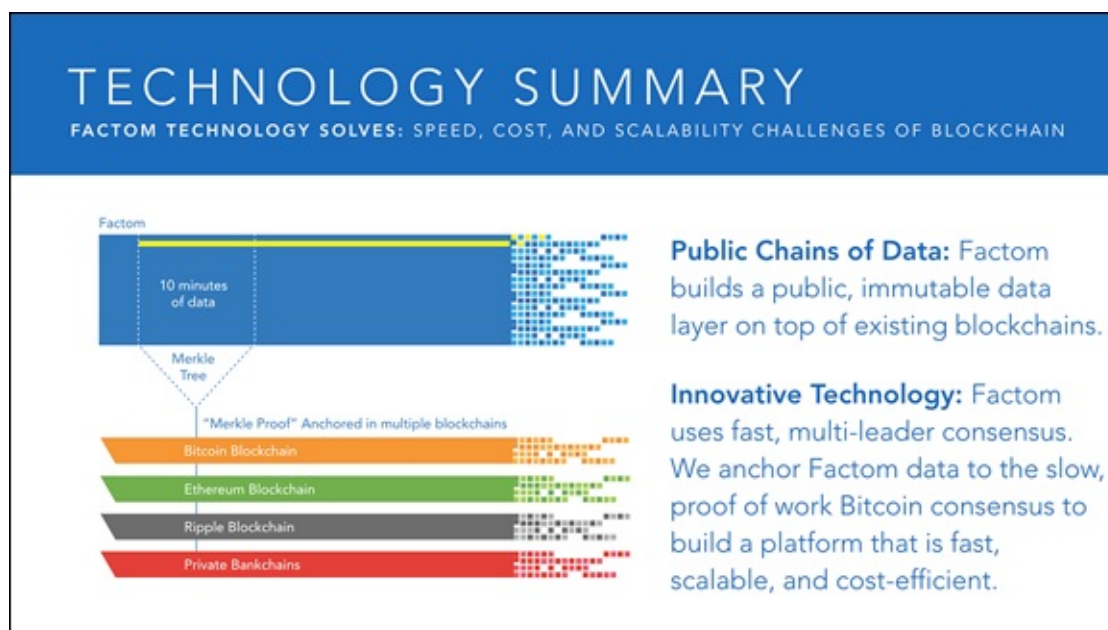 TECHNOLOGY SUMMARY
FACTOM TECHNOLOGY SOLVES: SPEED, COST, AND SCALABILITY CHALLENGES OF BLOCKCHAIN
Factom
10 minutes
of data
Merkle
Tree
"Merkle Proof" Anchored in multiple blockchains
Bitcoin Blockchain
Ethereum Blockchain
Ripple Blockchain
Private Bankchains
Public Chains of Data: Factom
builds a public, immutable data
layer on top of existing blockchains.
Innovative Technology: Factom
uses fast, multi-leader consensus.
We anchor Factom data to the slow,
proof of work Bitcoin consensus to
build a platform that is fast,
scalable, and cost-efficient.